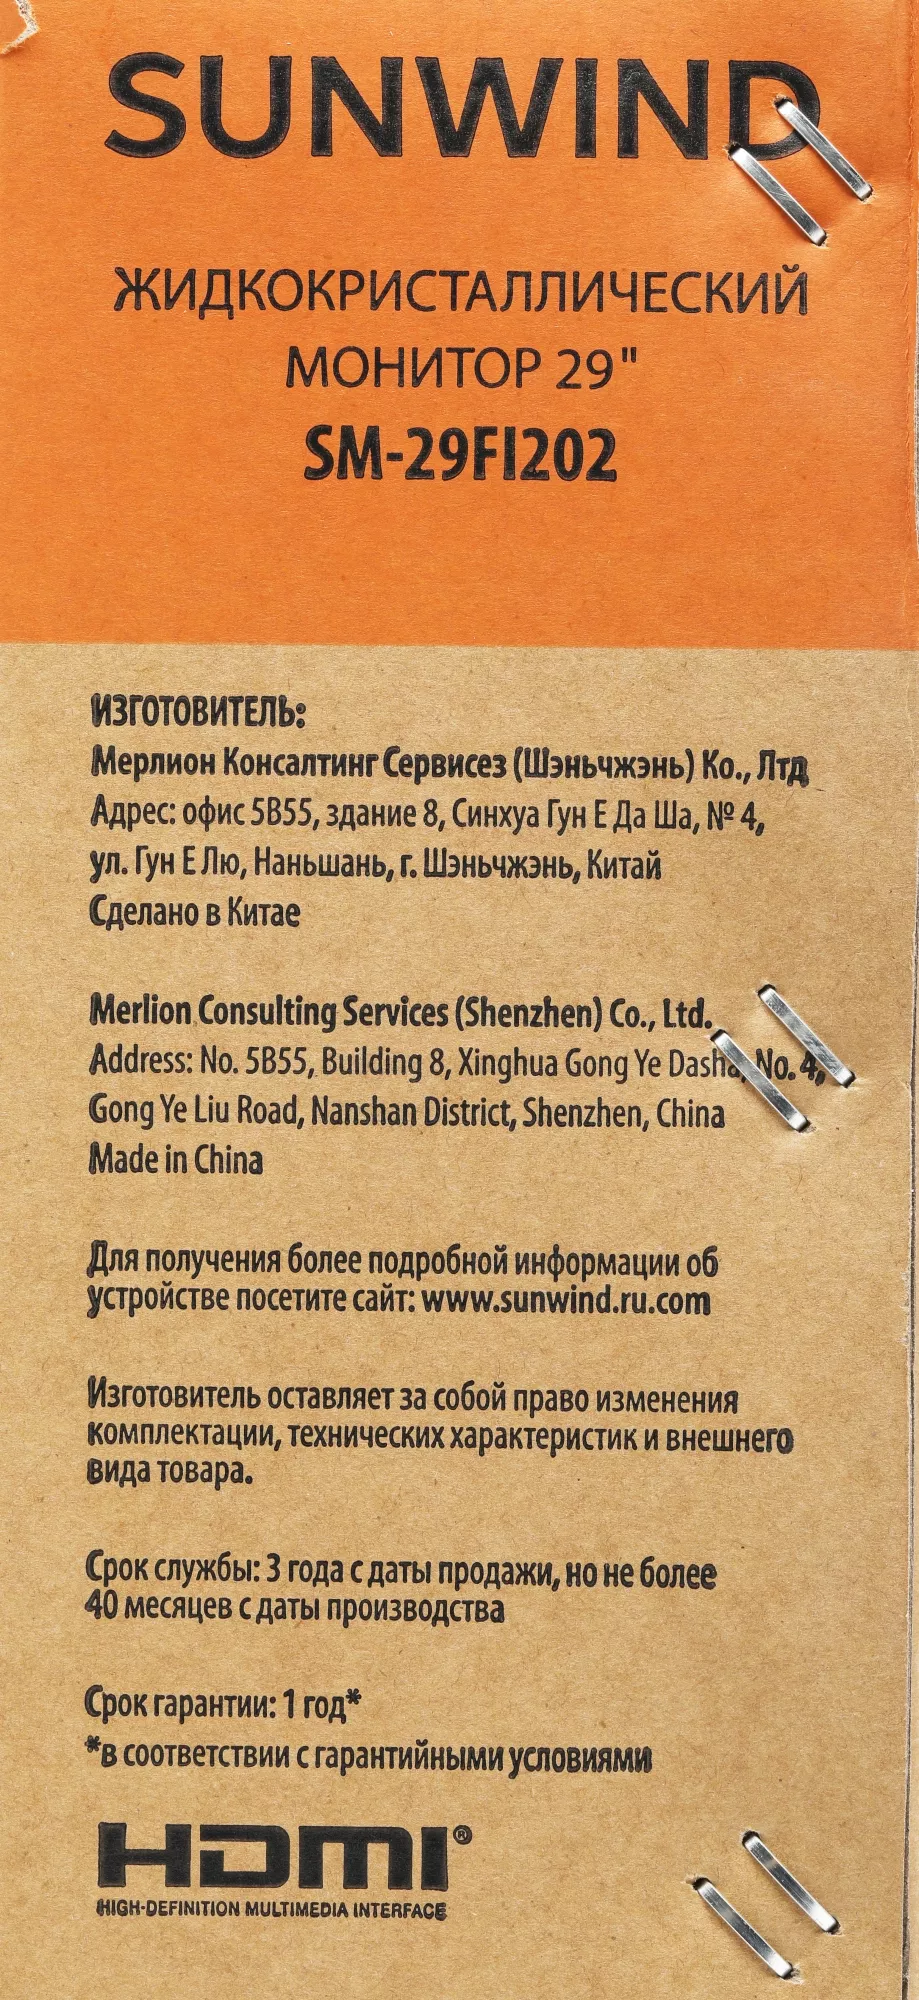 SUNWIND
ЖИДКОКРИСТАЛЛИЧЕСКИЙ
МОНИТОР 29"
SM-29FI202
ИЗГОТОВИТЕЛЬ:
Мерлион Консалтинг Сервисез (Шэньчжэнь) Ко., Лтд
Адрес: офис 5B55, здание 8, Синхуа Гун Е Да Ша, № 4,
ул. Гун Е Лю, Наньшань, г. Шэньчжэнь, Китай
Сделано в Китае
Merlion Consulting Services (Shenzhen) Co., Ltd.
Address: No. 5B55, Building 8, Xinghua Gong Ye Dasha, No. 4,
Gong Ye Liu Road, Nanshan District, Shenzhen, China
Made in China
Для получения более подробной информации об
устройстве посетите сайт: www.sunwind.ru.com
Изготовитель оставляет за собой право изменения
комплектации, технических характеристик и внешнего
вида товара.
Срок службы: 3 года с даты продажи, но не более
40 месяцев с даты производства
Срок гарантии: 1 год*
*в соответствии с гарантийными условиями
HDMI®
HIGH-DEFINITION MULTIMEDIA INTERFACE